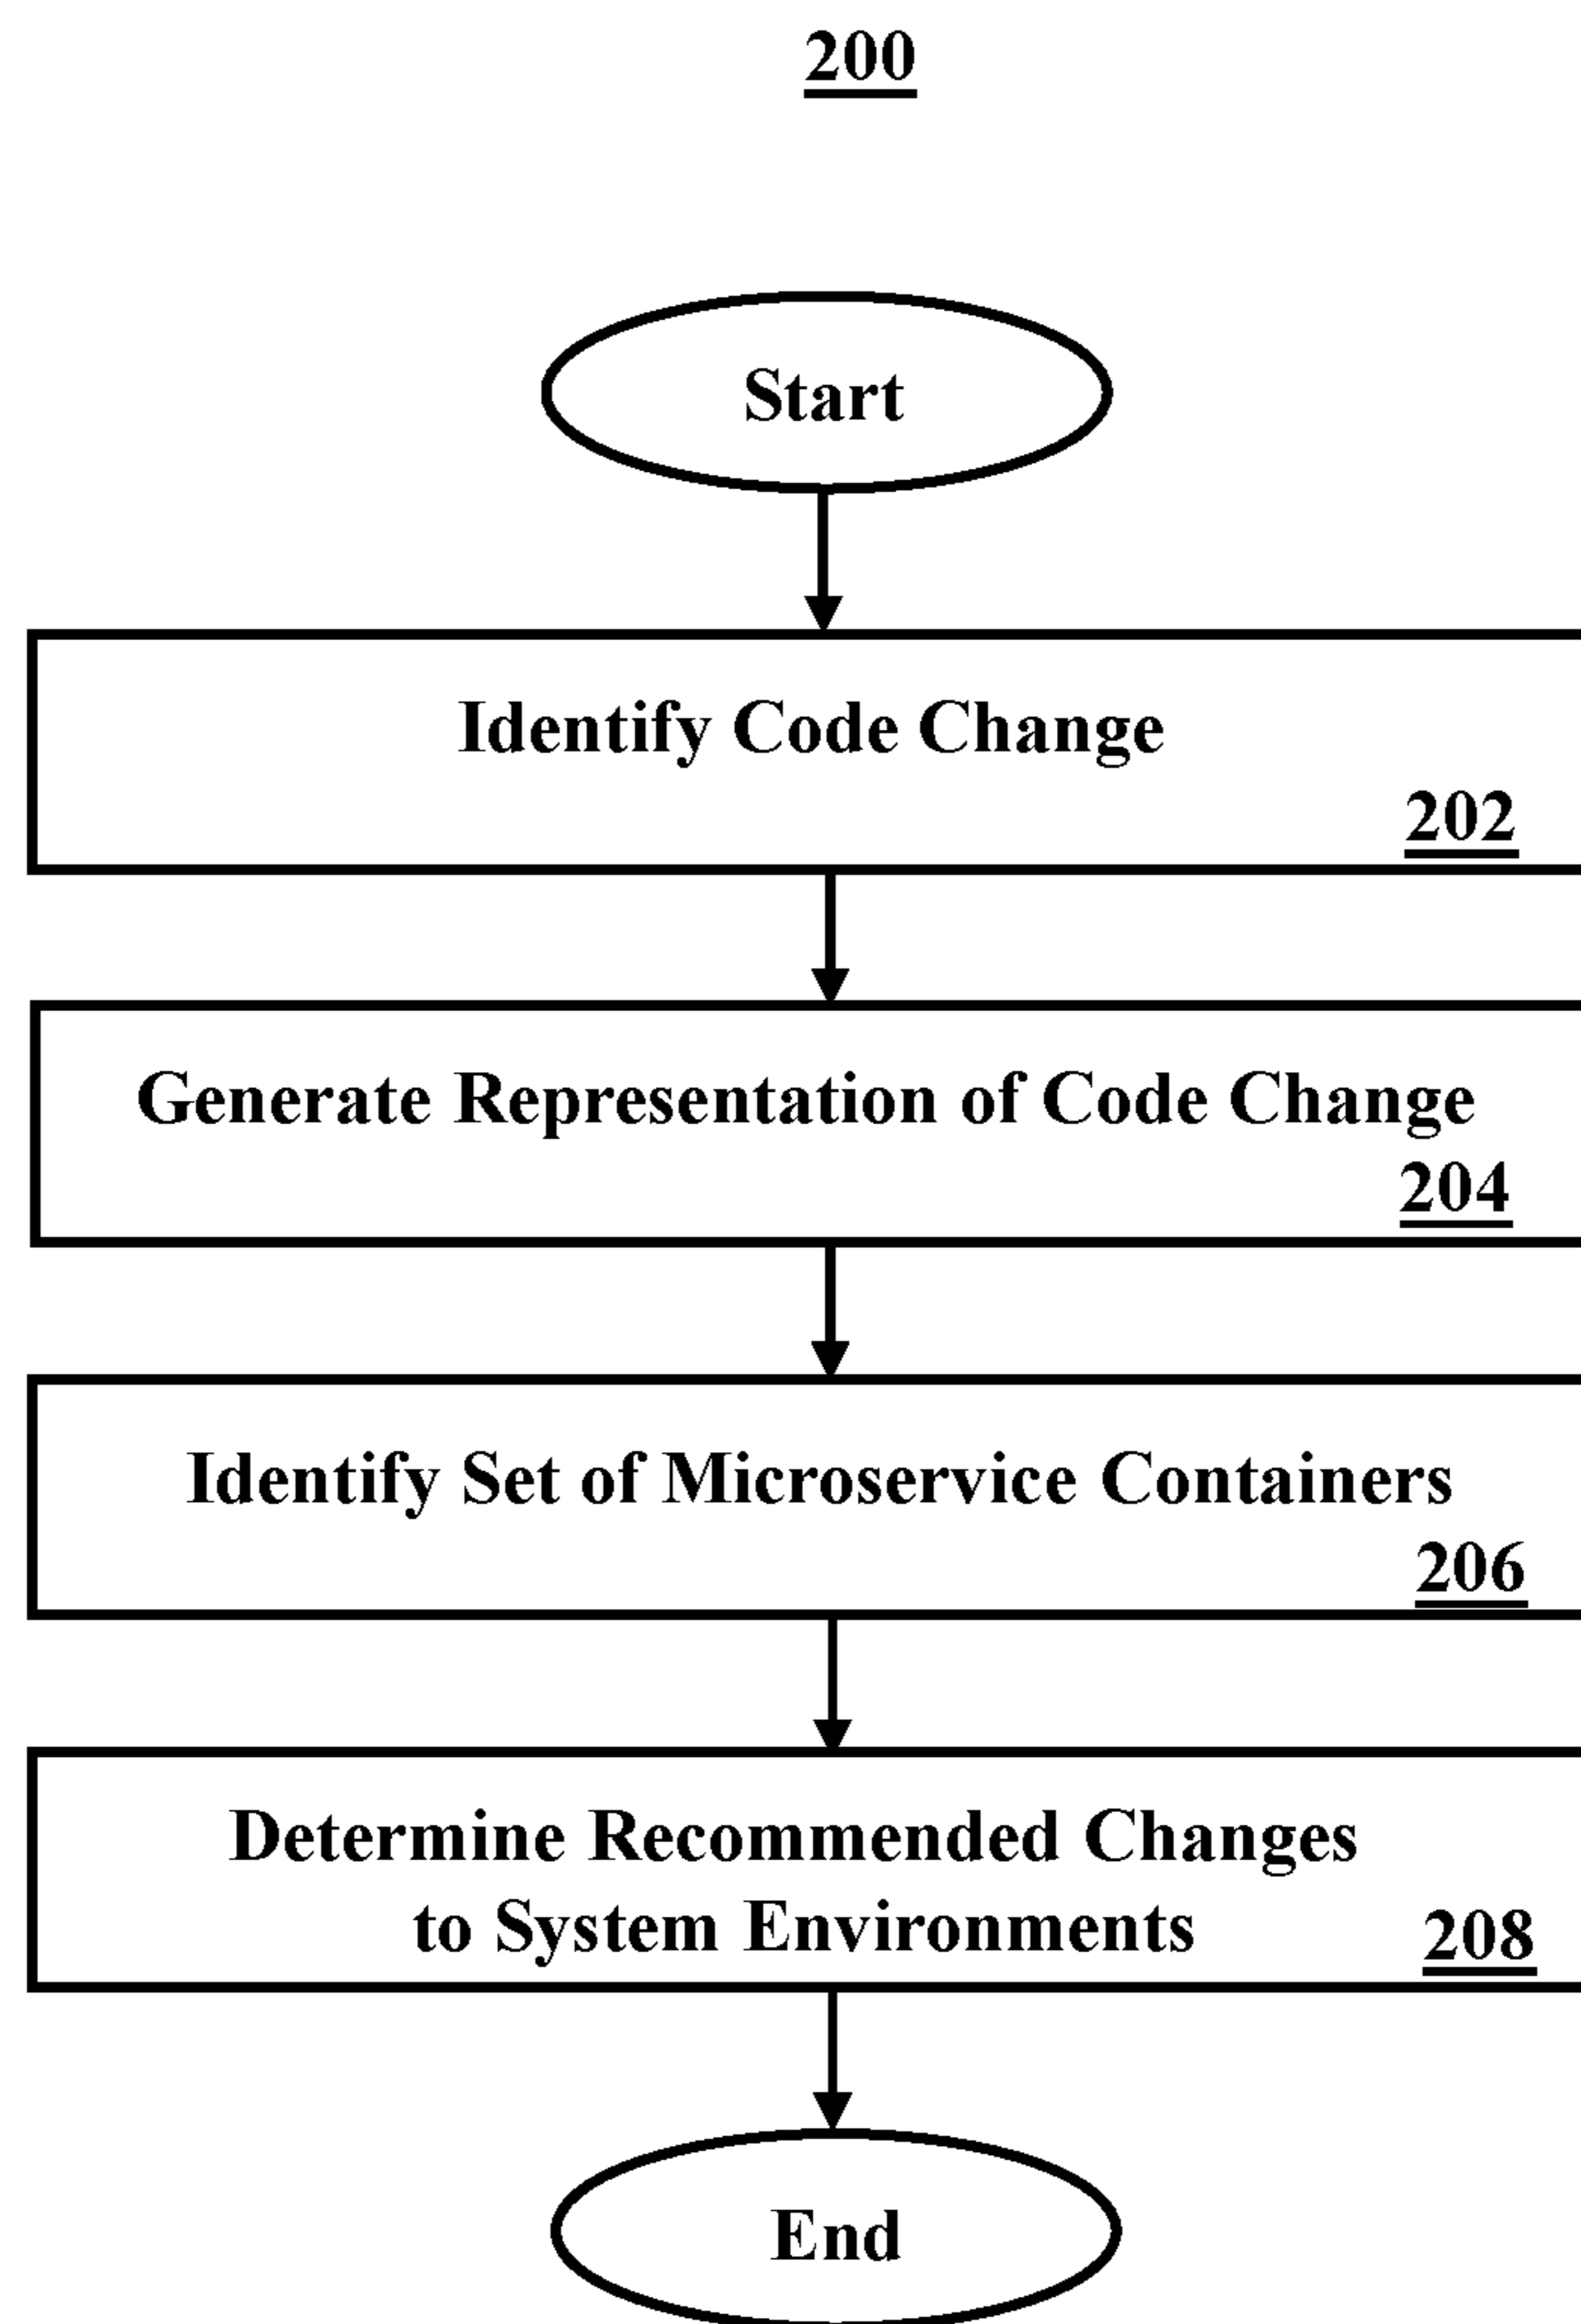 200
Start
Identify Code Change
202
Generate Representation of Code Change
204
Identify Set of Microservice Containers
206
Determine Recommended Changes
to System Environments
208
End